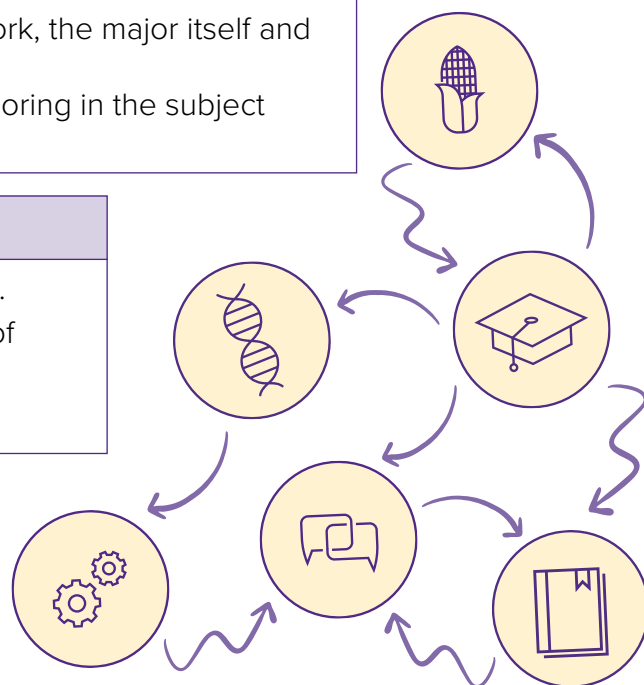 ork, the major itself and
oring in the subject
.
of